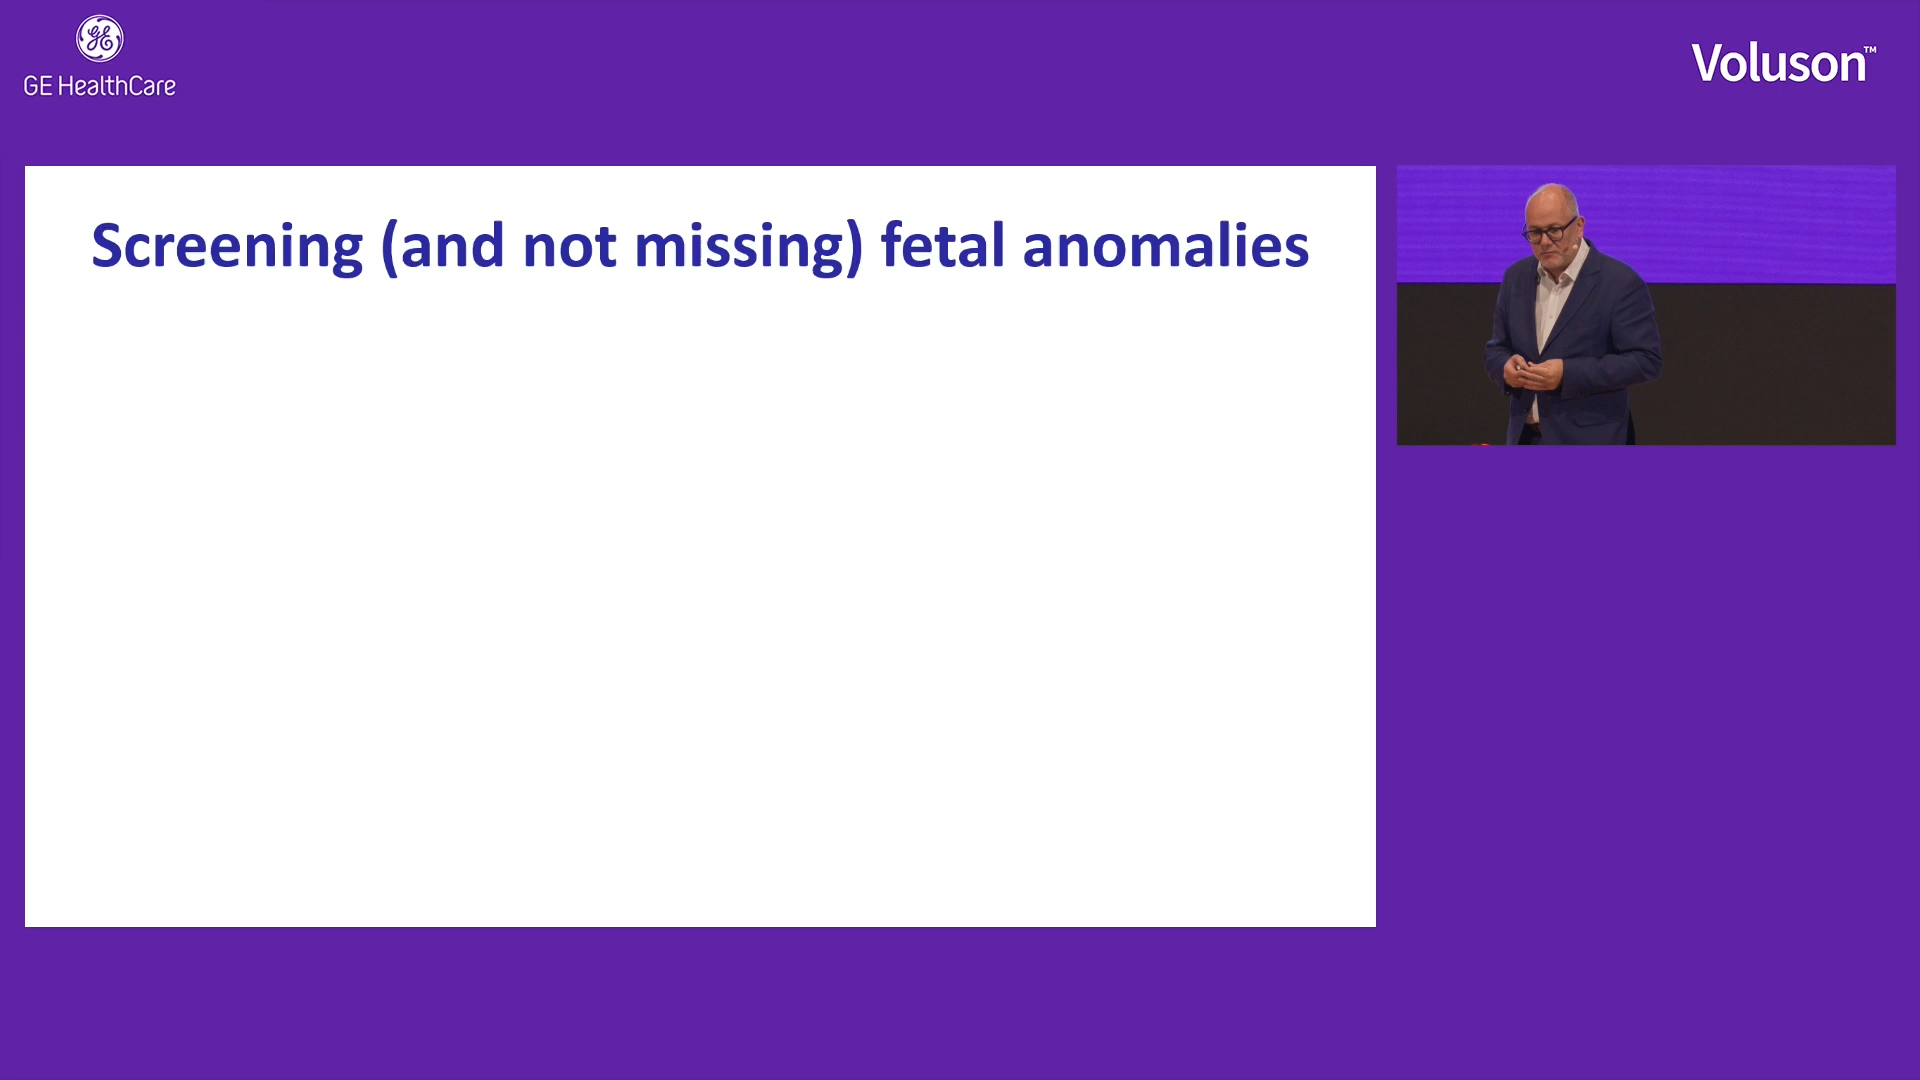 GE HealthCare
Voluson™
Screening (and not missing) fetal anomalies